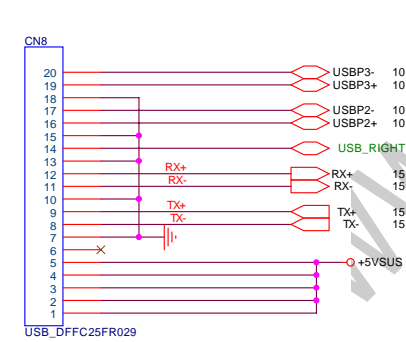 CN8
20 USBP3- 10
19 USBP3+ 10
18
17 USBP2- 10
16 USBP2+ 10
15
14 USB_RIGHT
13
12 RX+ RX+ 15
11 RX- RX- 15
10
9 TX+ TX+ 15
8 TX- TX- 15
7
6
5 +5VSUS
4
3
2
1
USB_DFFC25FR029